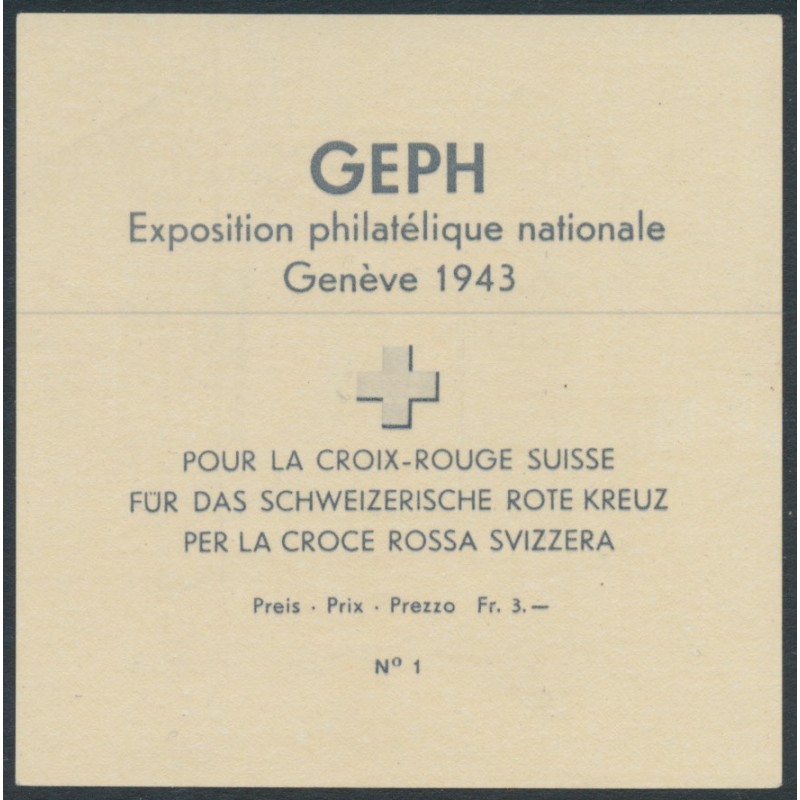 GEPH
Exposition philatélique nationale
Genève 1943
POUR LA CROIX-ROUGE SUISSE
FÜR DAS SCHWEIZERISCHE ROTE KREUZ
PER LA CROCE ROSSA SVIZZERA
Preis · Prix · Prezzo Fr. 3.—
Nº 1